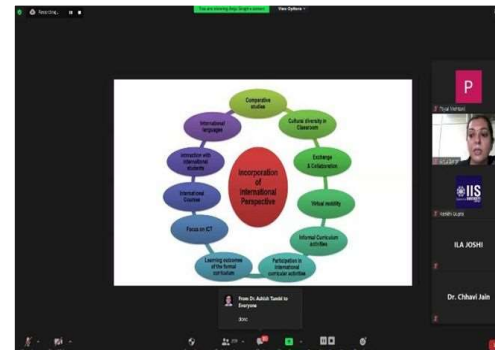 Recording...
You are viewing
screen
View Options
Comparative
studies
International
languages
Cultural diversity in
Classroom
Interaction with
international
students
Exchange
& Collaboration
Incorporation
of
International
Perspective
International
Courses
Virtual mobility
Focus on ICT
Informal Curriculum
activities
Learning outcomes
of the formal
curriculum
Participation in
international
curricular activities
P
IIS
ILA JOSHI
Dr. Chhavi Jain
From Dr. Ashish Tambi to
Everyone
done